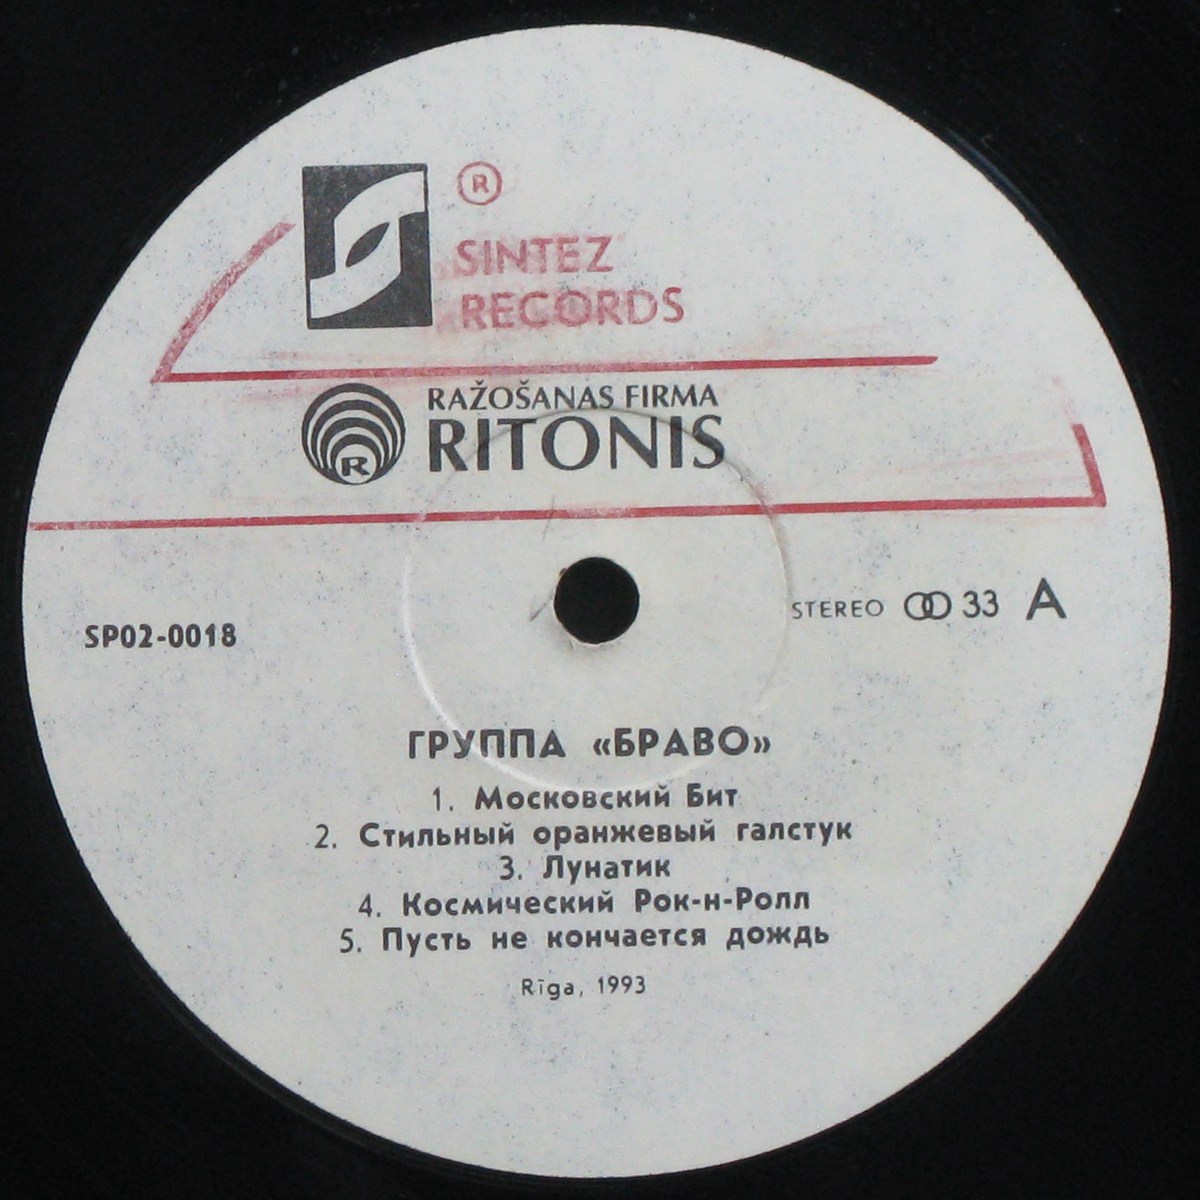 ®
SINTEZ
RECORDS
RAŽOŠANAS FIRMA
RITONIS
R
STEREO 33 A
SP02-0018
ГРУППА «БРАВО»
1. Московский Бит
2. Стильный оранжевый галстук
3. Лунатик
4. Космический Рок-н-Ролл
5. Пусть не кончается дождь
Rīga, 1993